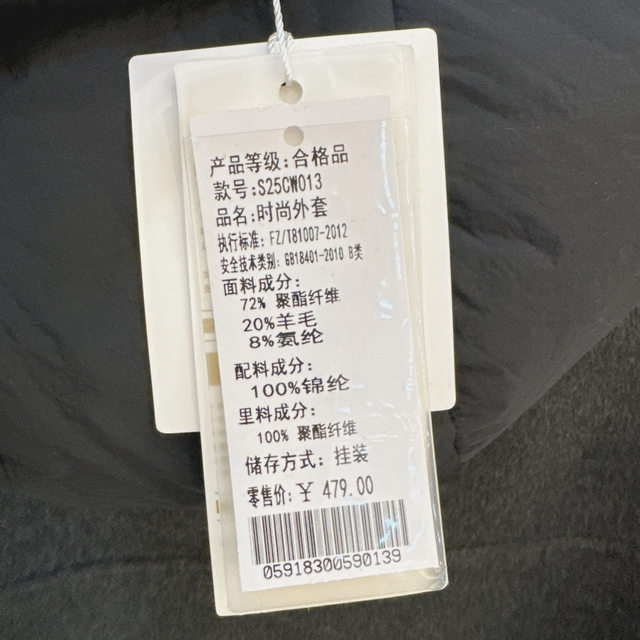 产品等级:合格品
款号:S25CW013
品名:时尚外套
执行标准: FZ/T81007-2012
安全技术类别: GB18401-2010 B类
面料成分:
72% 聚酯纤维
20%羊毛
8%氨纶
配料成分:
100%锦纶
里料成分:
100% 聚酯纤维
储存方式: 挂装
零售价:￥ 479.00
05918300590139